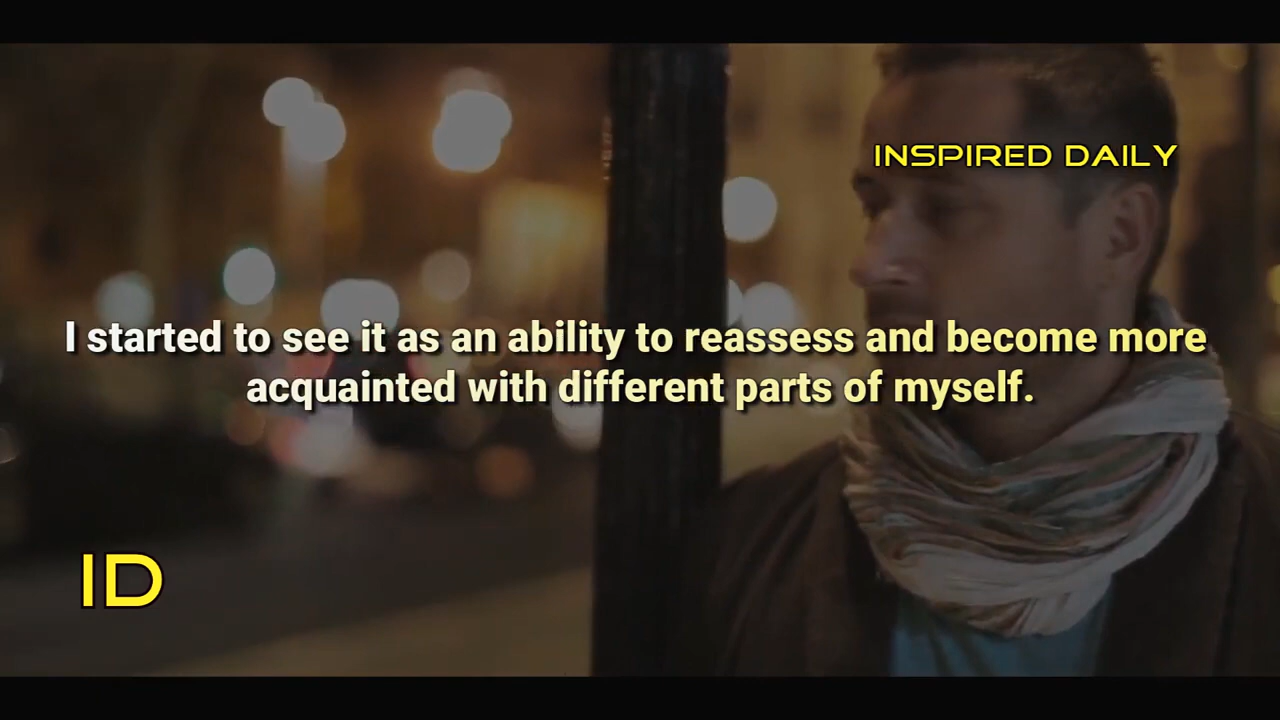 INSPIRED DAILY
I started to see it as an ability to reassess and become more
acquainted with different parts of myself.
ID